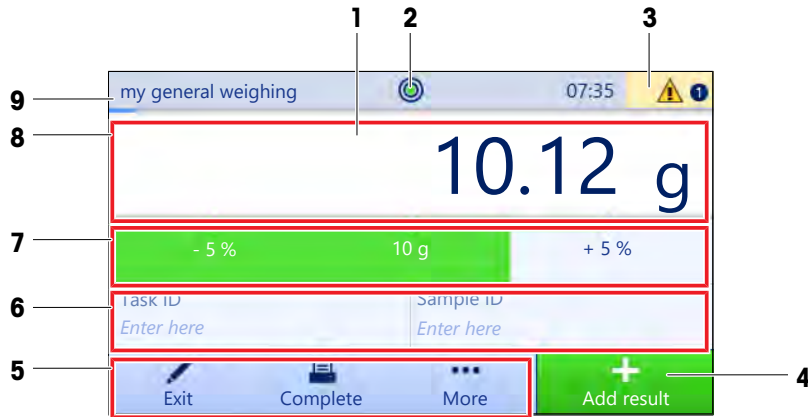 1 2 3
9 my general weighing 07:35 1
8 10.12 g
7 - 5 % 10 g + 5 %
6 Task ID Sample ID
Enter here Enter here
5 Exit Complete More Add result 4